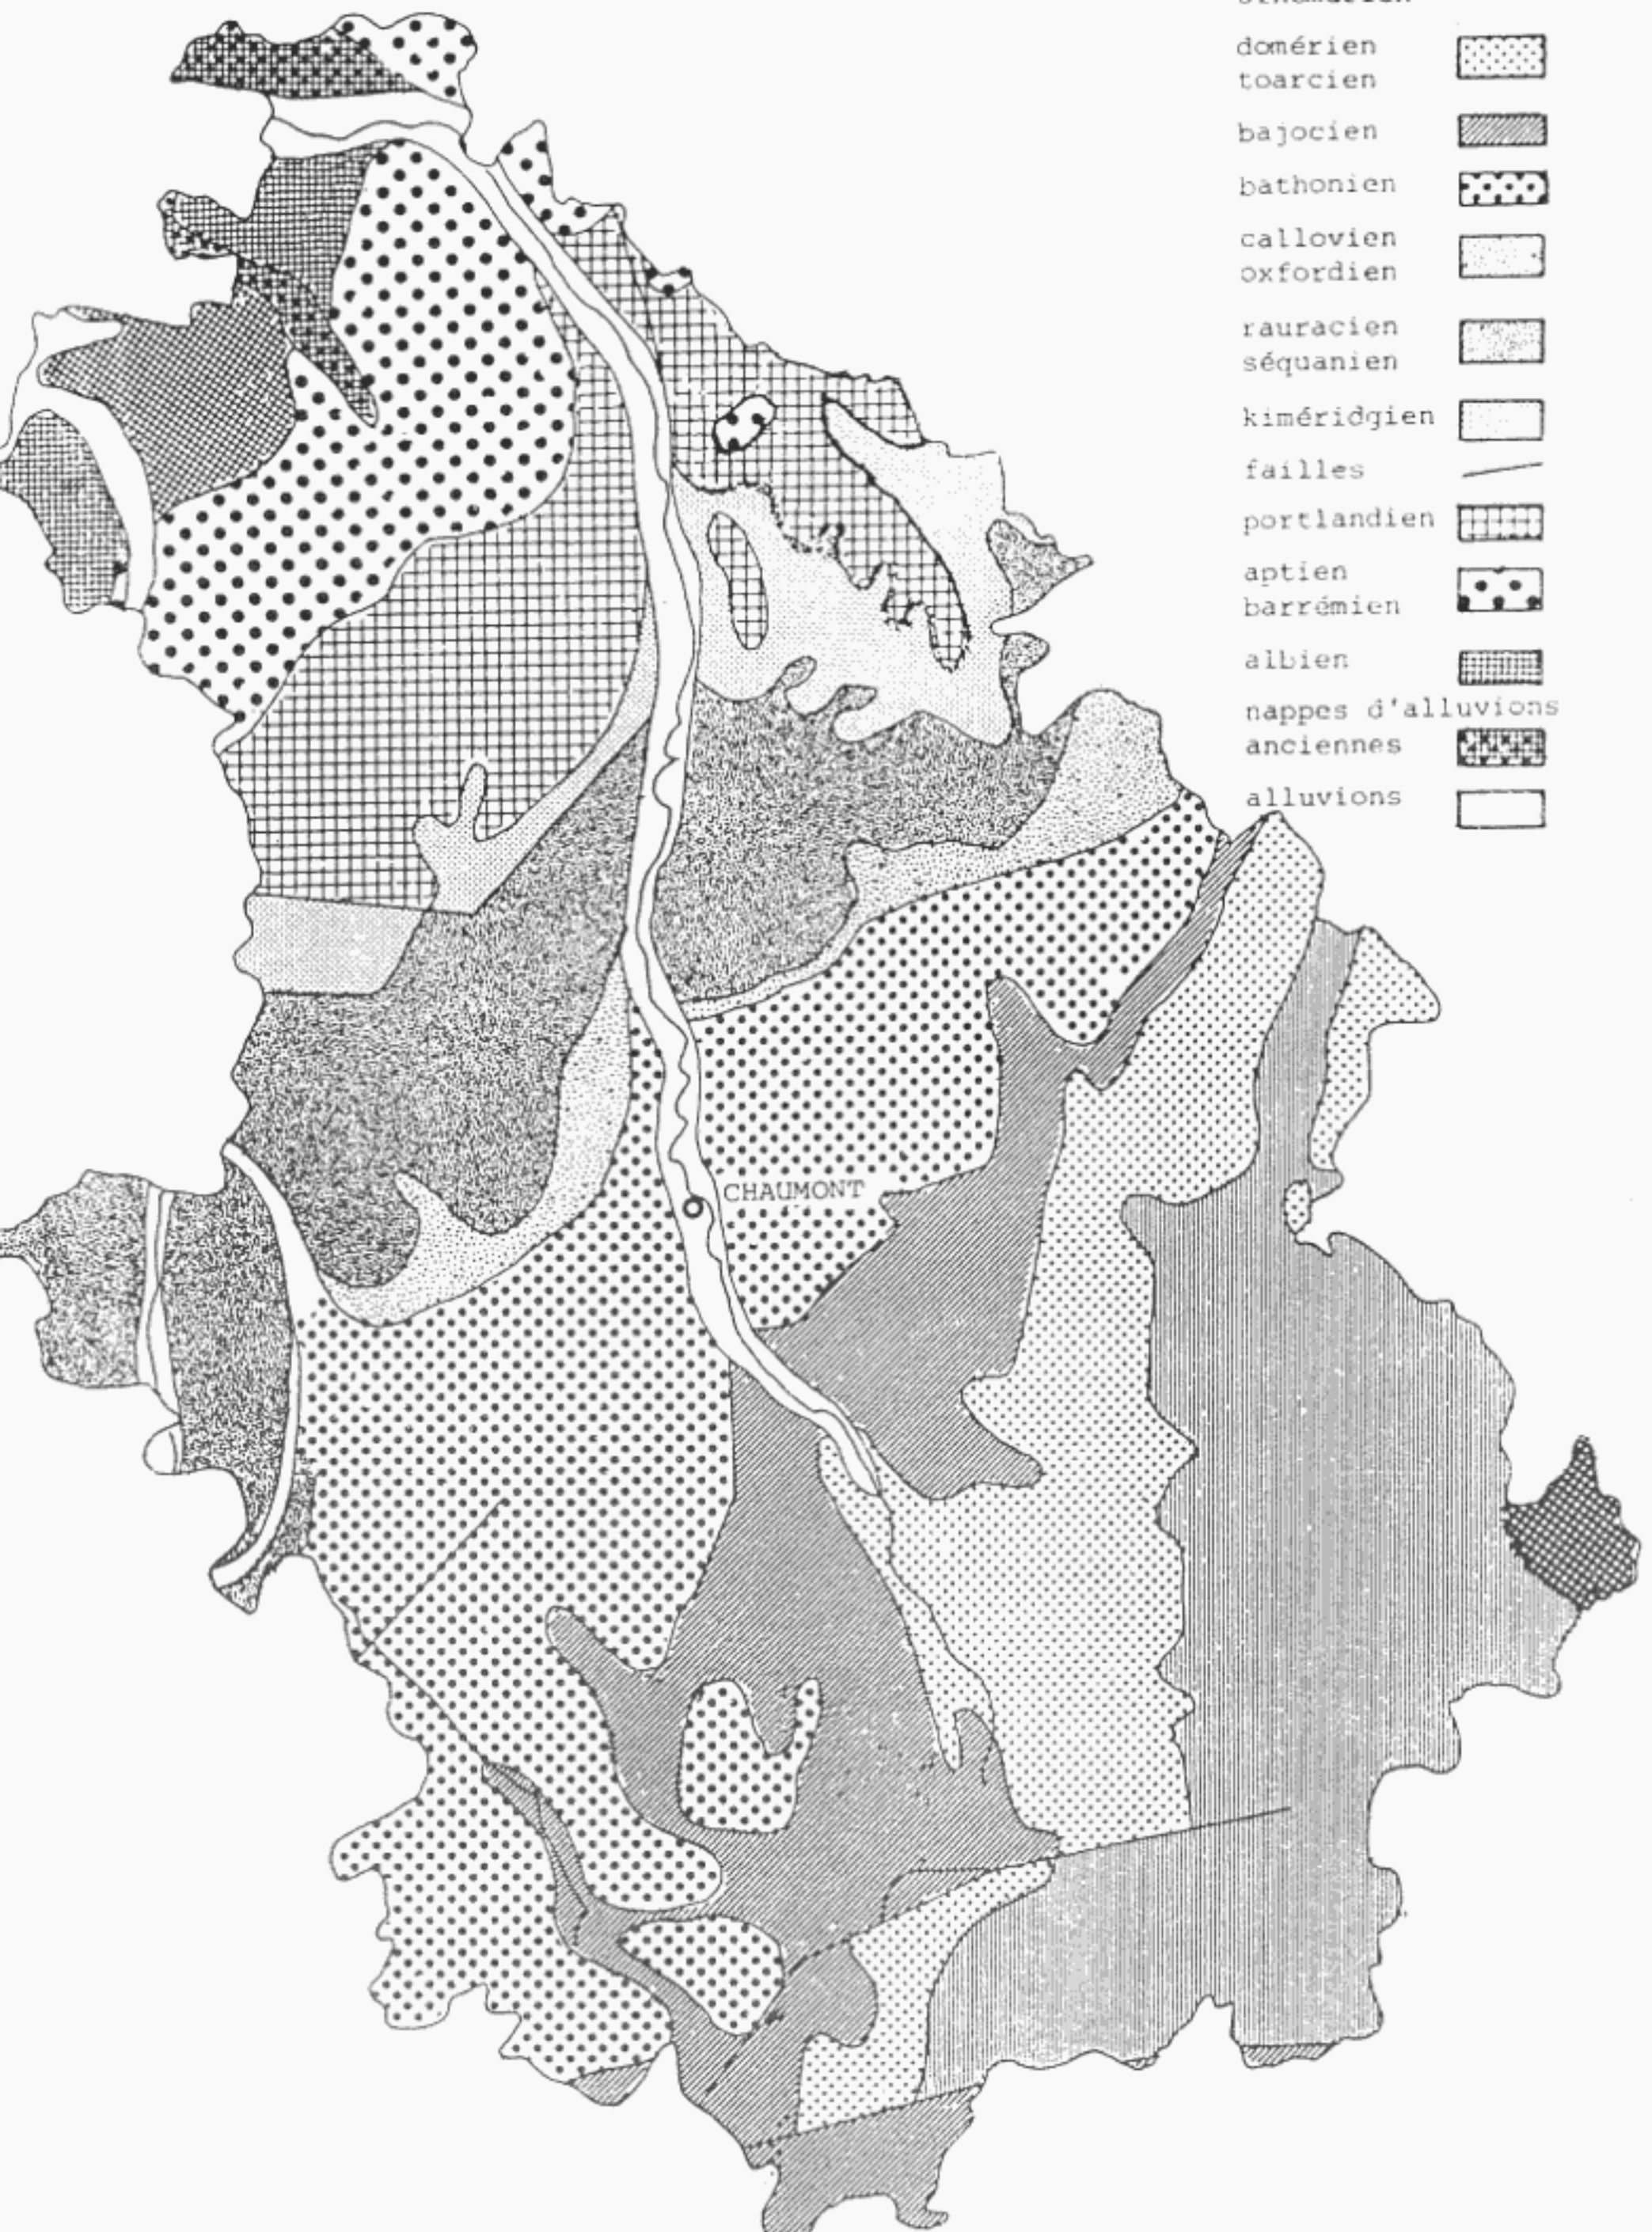 domérien
toarcien
bajocien
bathonien
callovien
oxfordien
rauracien
séquanien
kiméridgien
failles
portlandien
aptien
barrémien
albien
nappes d'alluvions
anciennes
alluvions
CHAUMONT